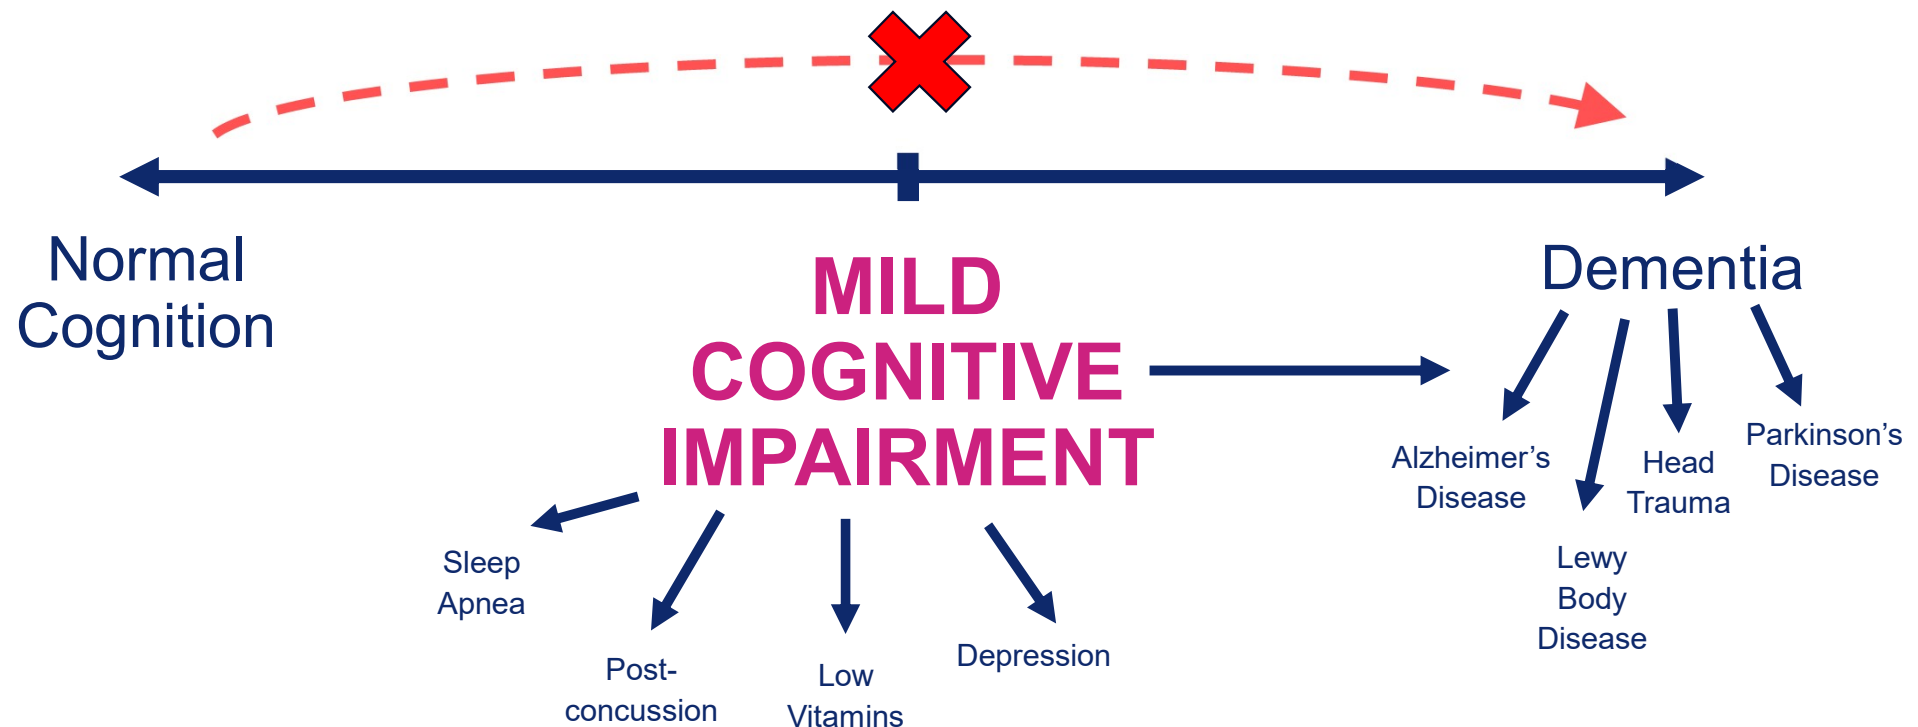 Normal
Cognition
MILD
COGNITIVE
IMPAIRMENT
Dementia
Sleep
Apnea
Post-
concussion
Low
Vitamins
Depression
Alzheimer’s
Disease
Lewy
Body
Disease
Head
Trauma
Parkinson’s
Disease